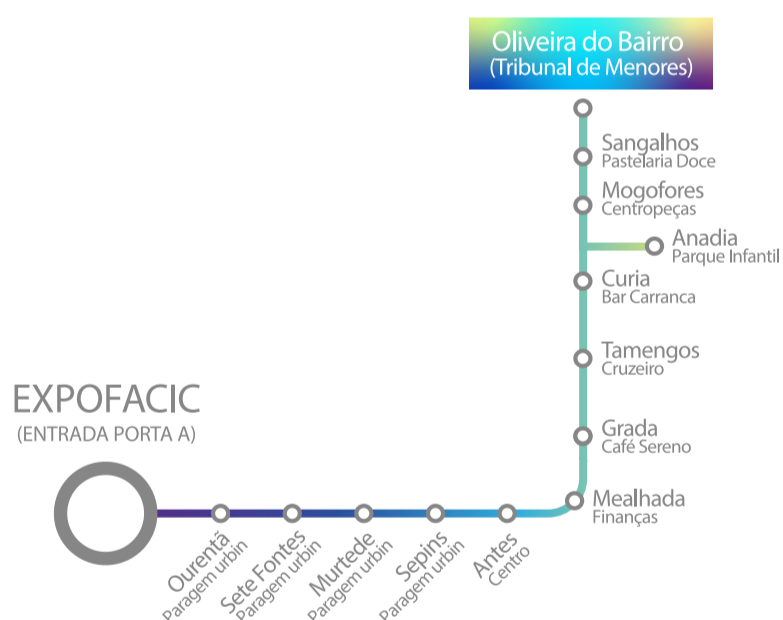 Oliveira do Bairro
(Tribunal de Menores)
Sangalhos
Pastelaria Doce
Mogofores
Centropeças
Anadia
Parque Infantil
Curia
Bar Carranca
Tamengos
Cruzeiro
Grada
Café Sereno
Mealhada
Finanças
EXPOFACIC
(ENTRADA PORTA A)
Ourentã
Paragem urbin
Sete Fontes
Paragem urbin
Murtede
Paragem urbin
Sepins
Paragem urbin
Antes
Centro